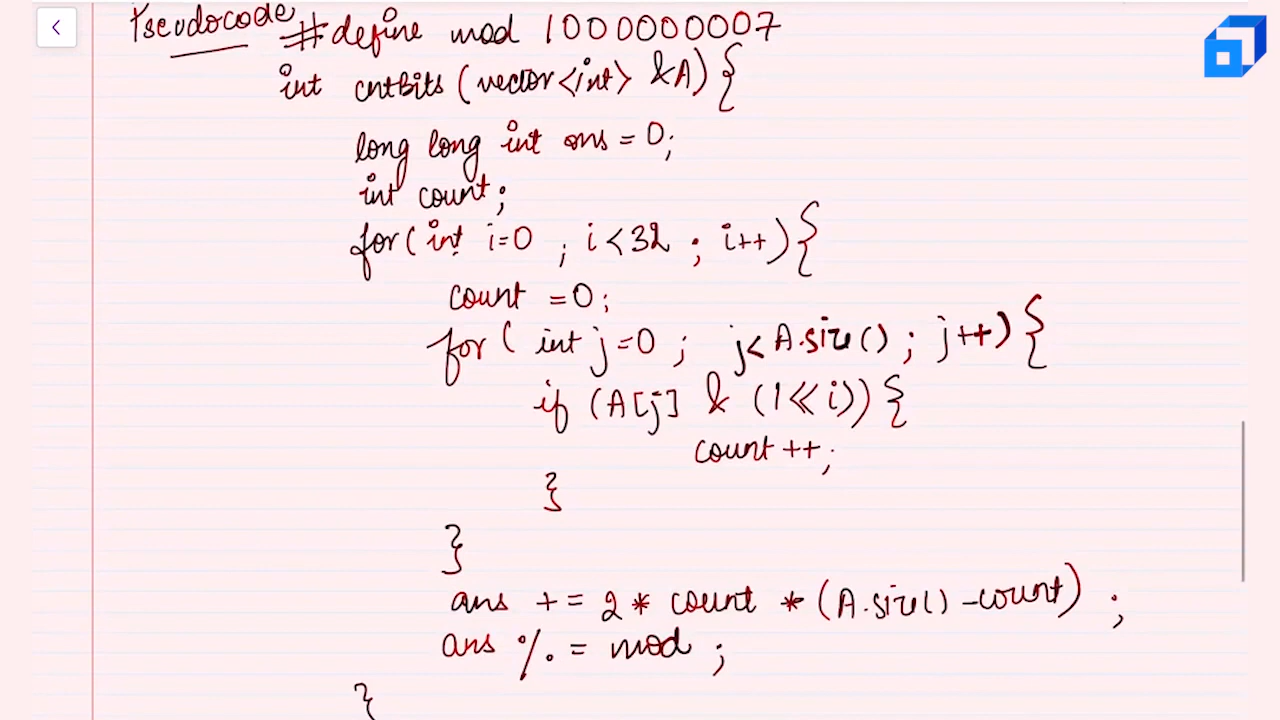 Pseudocode #define mod 1000000007
int cntBits (vector<int> &A) {
long long int ans = 0;
int count;
for( int i=0 ; i<32 ; i++){
count = 0;
for( int j=0 ; j< A.size() ; j++) {
if (A[j] & (1<<i)) {
count ++;
}
}
ans += 2 * count * (A.size() - count) ;
ans %. = mod ;
}